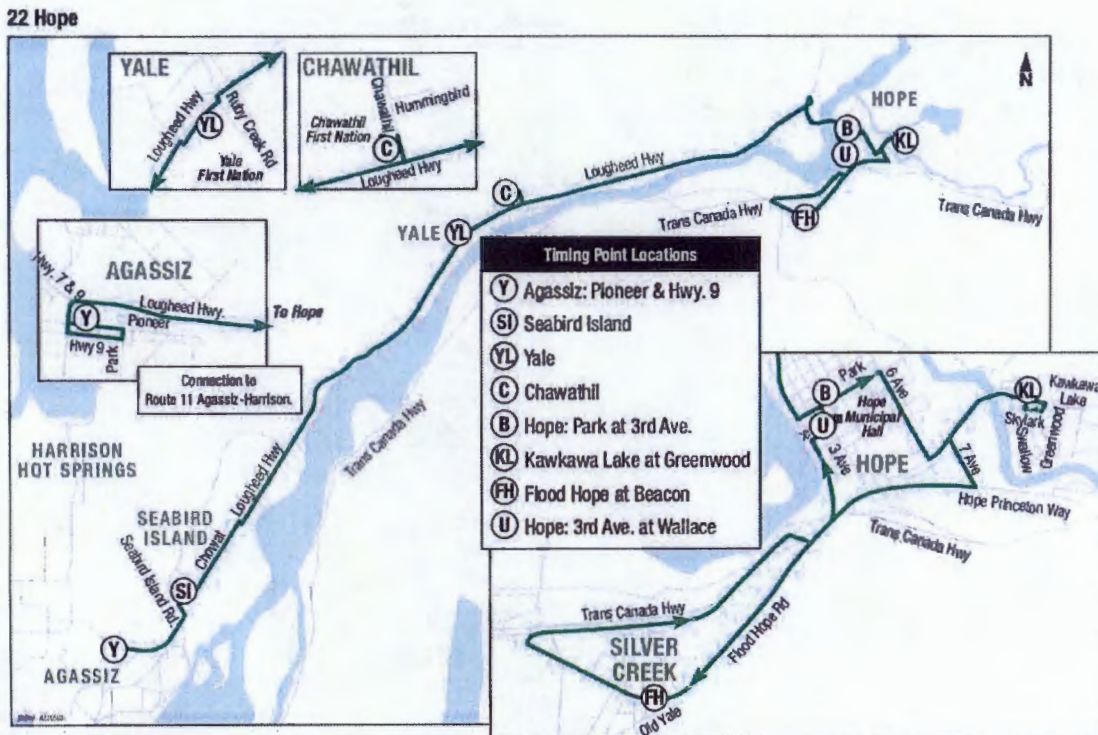 22 Hope
YALE
Lougheed Hwy
YL
Ruby Creek Rd
Yale
First Nation
CHAWATHIL
Chawathil
Hummingbird
Chawathil
First Nation
C
Lougheed Hwy
N
HOPE
B
U
KL
Lougheed Hwy
C
Trans Canada Hwy
FH
Trans Canada Hwy
YALE
YL
AGASSIZ
Hwy. 7 & 9
Lougheed Hwy.
To Hope
Y
Pioneer
Hwy 9
Park
Connection to
Route 11 Agassiz-Harrison.
Timing Point Locations
Y Agassiz: Pioneer & Hwy. 9
SI Seabird Island
YL Yale
C Chawathil
B Hope: Park at 3rd Ave.
KL Kawkawa Lake at Greenwood
FH Flood Hope at Beacon
U Hope: 3rd Ave. at Wallace
Trans Canada Hwy
HARRISON
HOT SPRINGS
SEABIRD
ISLAND
Lougheed Hwy
Chowat
Seabird Island Rd.
SI
Y
AGASSIZ
Park
6 Ave
B
Hope
Municipal
Hall
U
3 Ave
HOPE
7 Ave
KL
Kawkawa
Lake
Skylark
Swallow
Greenwood
Hope Princeton Way
Trans Canada Hwy
Trans Canada Hwy
Flood Hope Rd
SILVER
CREEK
FH
Old Yale